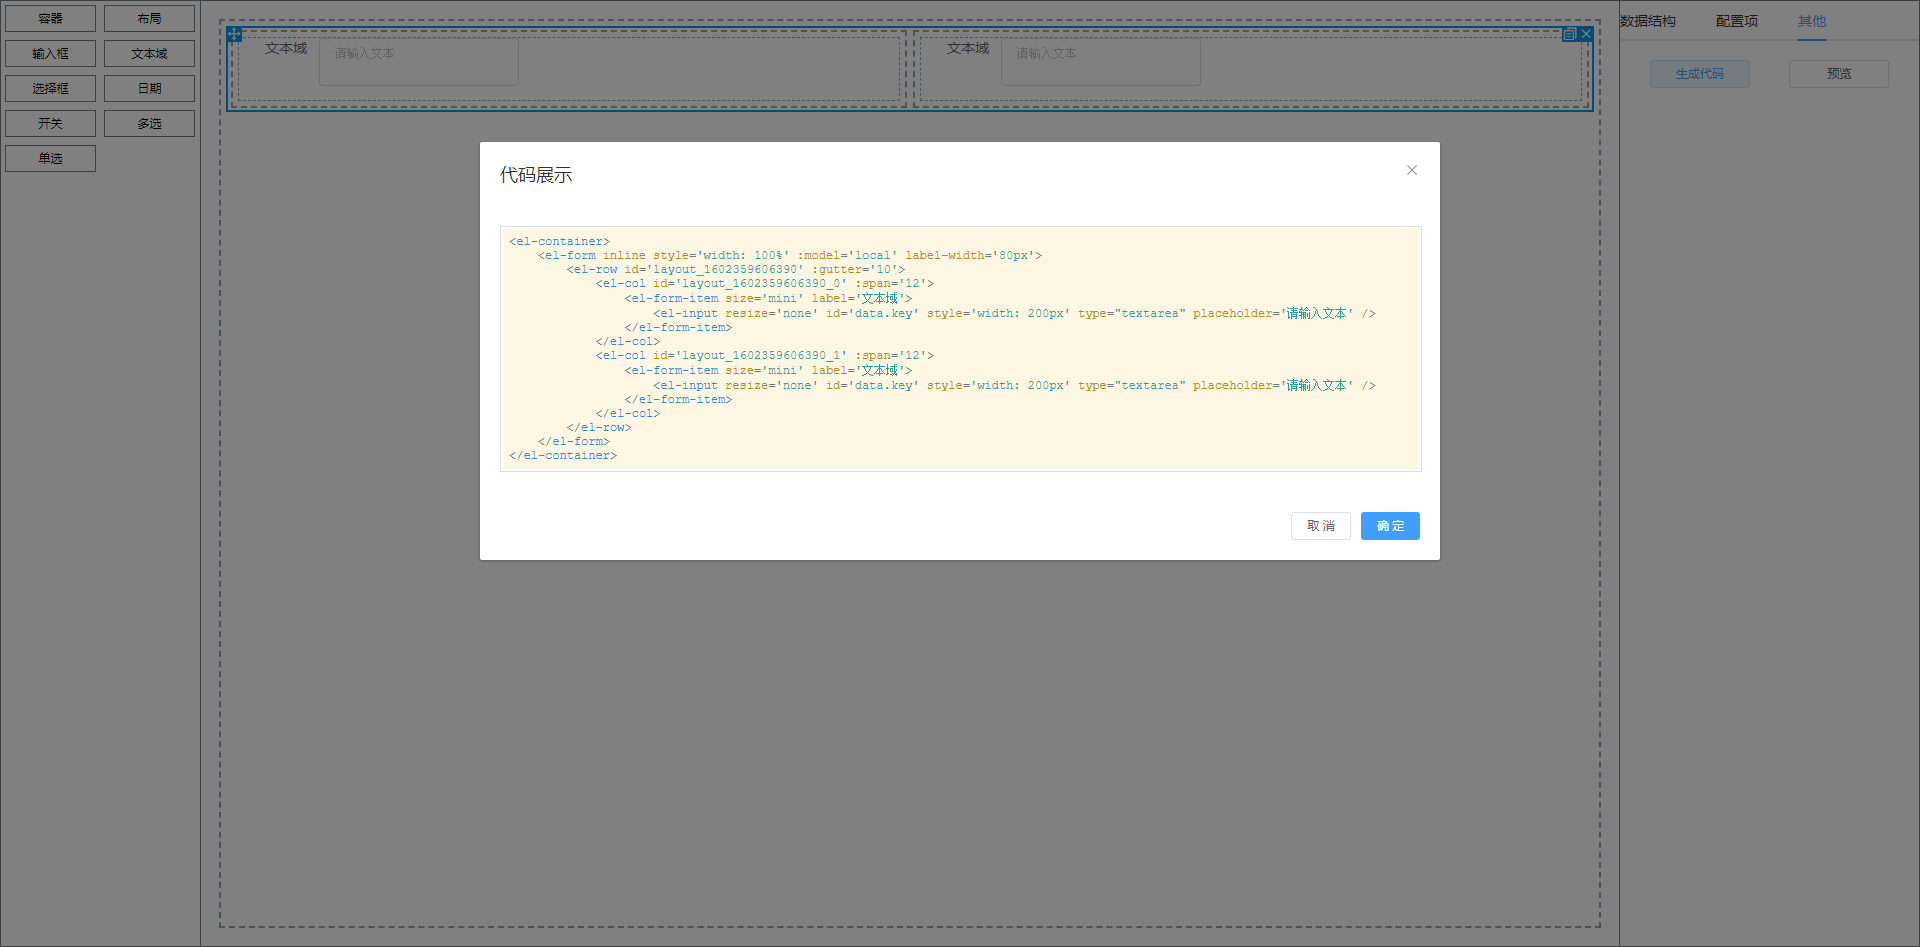 容器
布局
输入框
文本域
选择框
日期
开关
多选
单选
文本域
请输入文本
文本域
请输入文本
数据结构
配置项
其他
生成代码
预览
代码展示
<el-container>
    <el-form inline style='width: 100%' :model='local' label-width='80px'>
        <el-row id='layout_1602359606390' :gutter='10'>
            <el-col id='layout_1602359606390_0' :span='12'>
                <el-form-item size='mini' label='文本域'>
                    <el-input resize='none' id='data.key' style='width: 200px' type="textarea" placeholder='请输入文本' />
                </el-form-item>
            </el-col>
            <el-col id='layout_1602359606390_1' :span='12'>
                <el-form-item size='mini' label='文本域'>
                    <el-input resize='none' id='data.key' style='width: 200px' type="textarea" placeholder='请输入文本' />
                </el-form-item>
            </el-col>
        </el-row>
    </el-form>
</el-container>
取消
确定